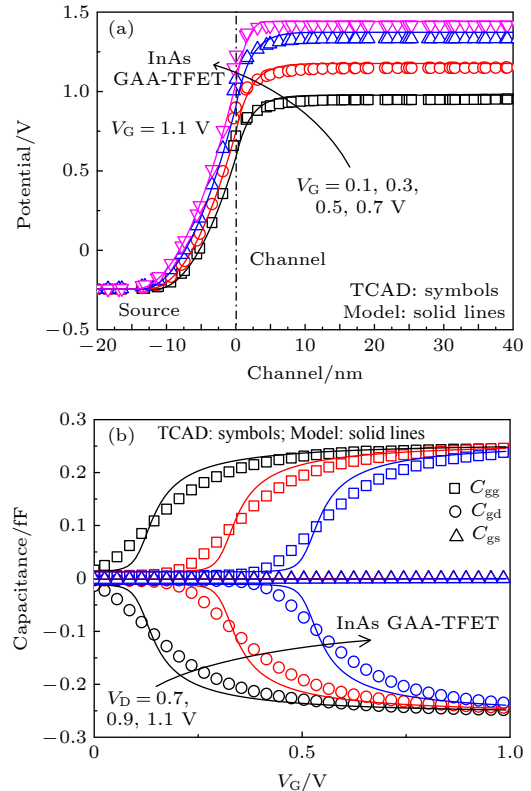 (a)
InAs
GAA-TFET
V_G = 1.1 V
V_G = 0.1, 0.3,
0.5, 0.7 V
Channel
Source
TCAD: symbols
Model: solid lines
Potential/V
1.5
1.0
0.5
0
−0.5
−20 −10 0 10 20 30 40
Channel/nm
(b)
TCAD: symbols; Model: solid lines
C_gg
C_gd
C_gs
InAs GAA-TFET
V_D = 0.7,
0.9, 1.1 V
Capacitance/fF
0.3
0.2
0.1
0
−0.1
−0.2
−0.3
0 0.5 1.0
V_G/V